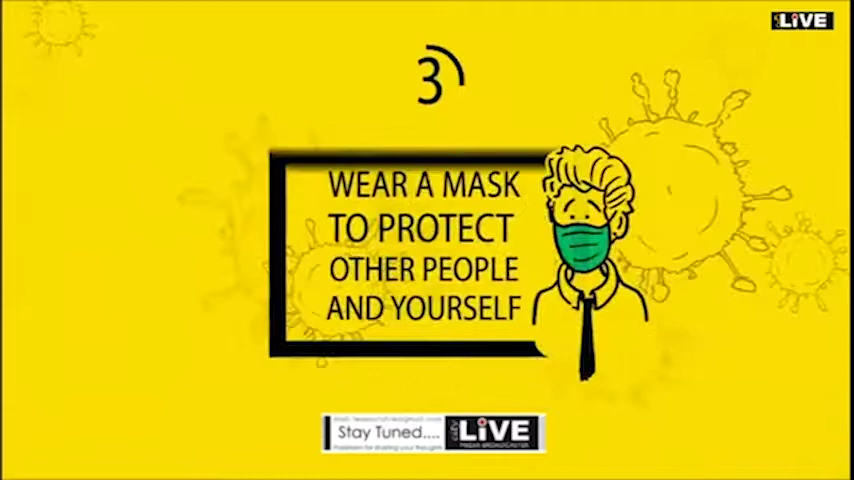 LiVE
3
WEAR A MASK
TO PROTECT
OTHER PEOPLE
AND YOURSELF
Stay Tuned.... LiVE